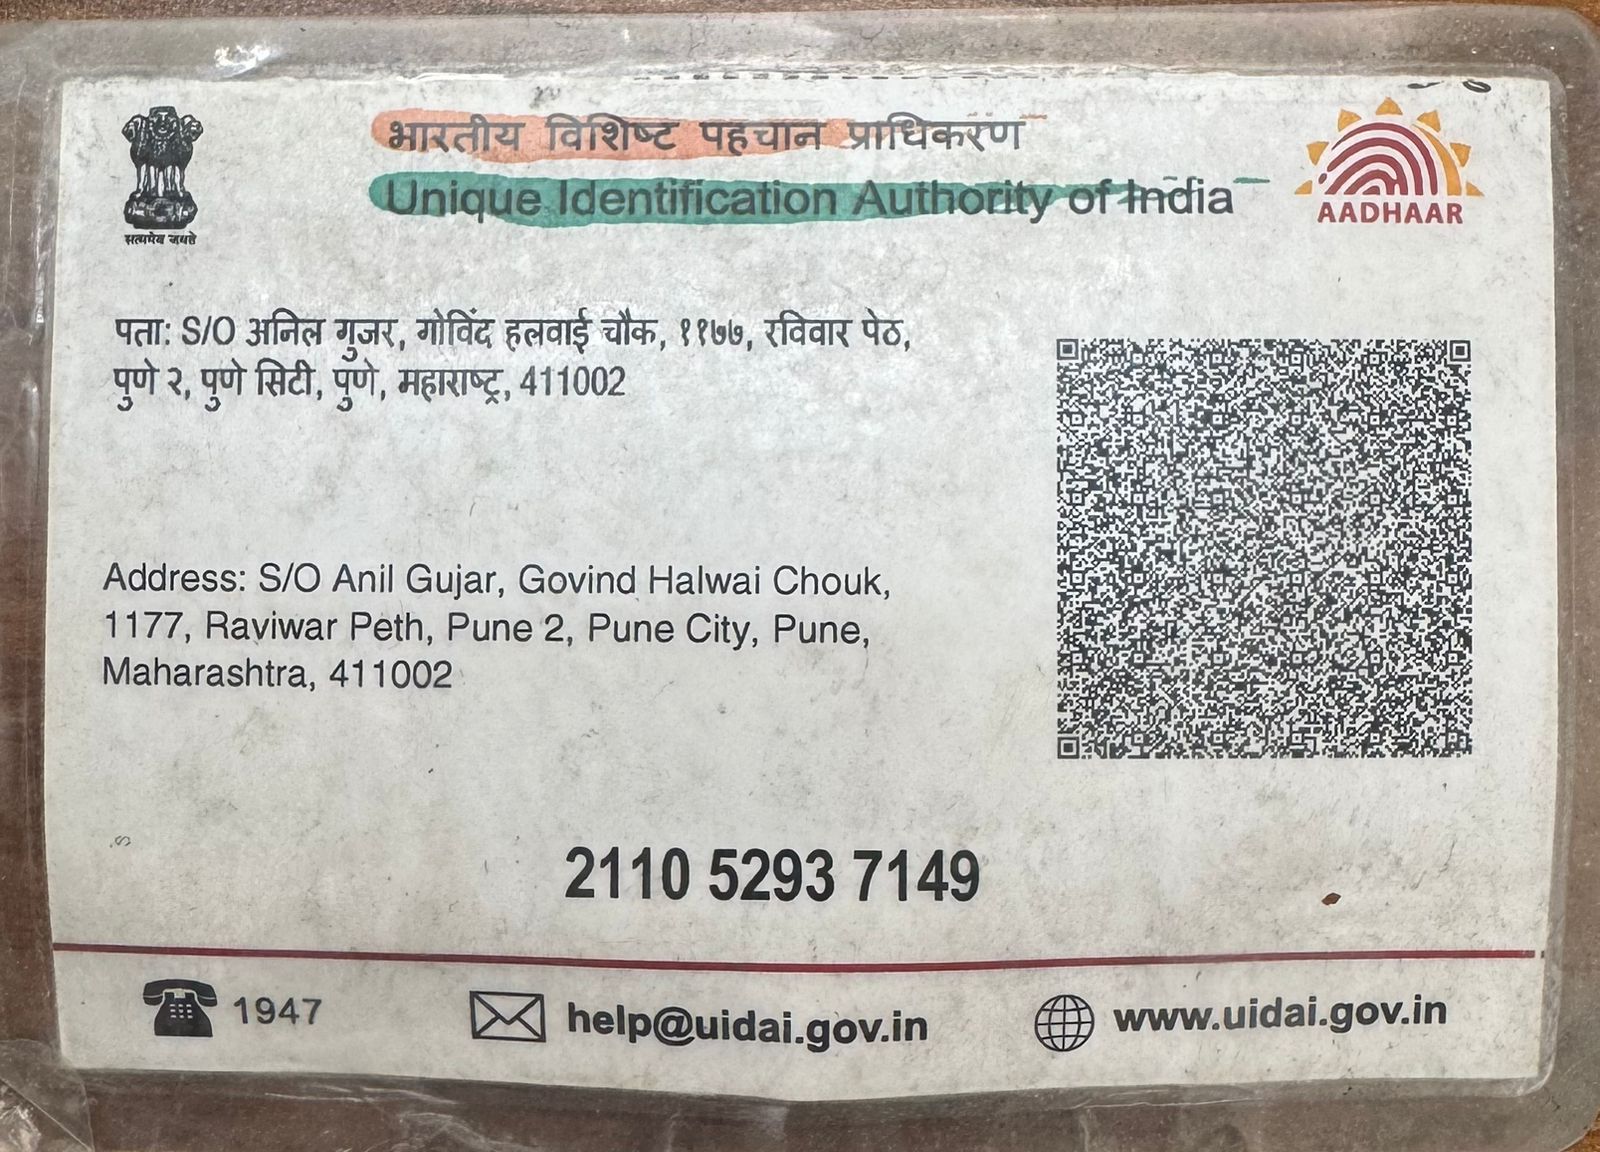 भारतीय विशिष्ट पहचान प्राधिकरण
Unique Identification Authority of India
सत्यमेव जयते
AADHAAR
पता: S/O अनिल गुजर, गोविंद हलवाई चौक, ११७७, रविवार पेठ,
पुणे २, पुणे सिटी, पुणे, महाराष्ट्र, 411002
Address: S/O Anil Gujar, Govind Halwai Chouk,
1177, Raviwar Peth, Pune 2, Pune City, Pune,
Maharashtra, 411002
2110 5293 7149
1947
help@uidai.gov.in
www.uidai.gov.in